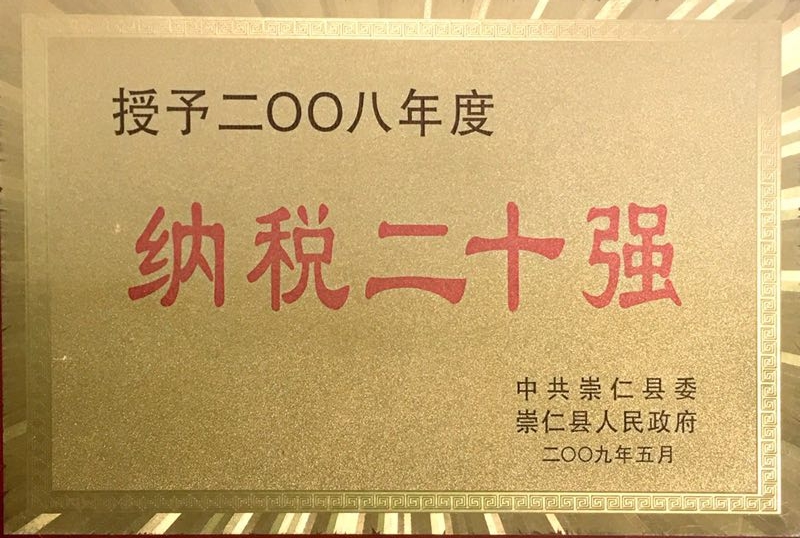 授予二〇〇八年度
纳税二十强
中共崇仁县委
崇仁县人民政府
二〇〇九年五月